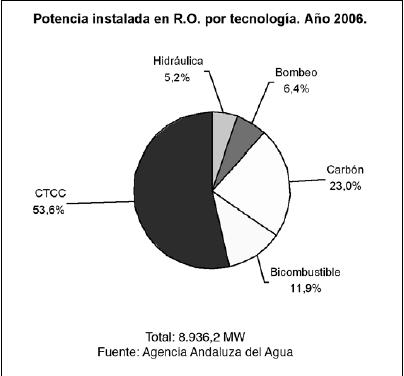 Potencia instalada en R.O. por tecnología. Año 2006.
Hidráulica
5,2%
Bombeo
6,4%
Carbón
23,0%
CTCC
53,6%
Bicombustible
11,9%
Total: 8.936,2 MW
Fuente: Agencia Andaluza del Agua